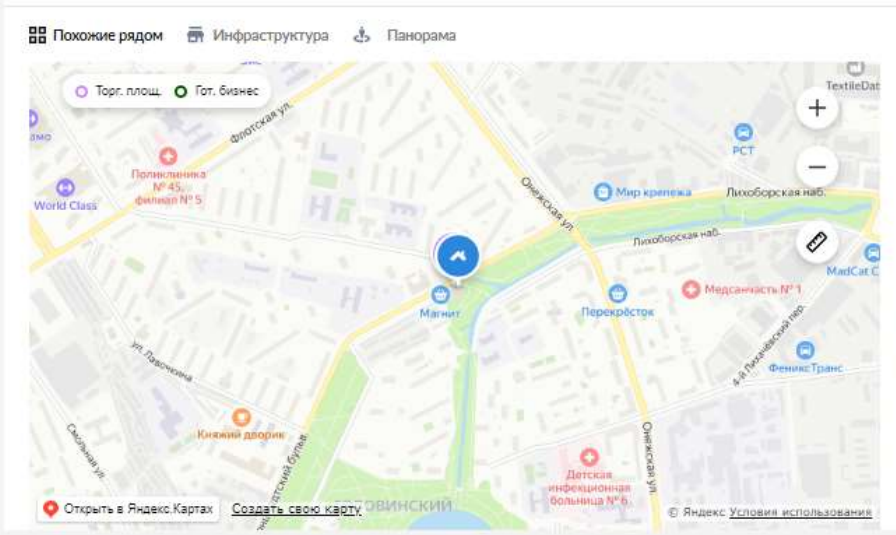 Похожие рядом Инфраструктура Панорама
Торг. площ. Гот. бизнес
TextileDat
Флотская ул.
РСТ
Поликлиника
№ 45,
филиал № 5
World Class
Онежская ул.
Мир крепежа
Лихоборская наб.
Лихоборская наб.
MadCat C
Магнит
Перекрёсток
Медсанчасть № 1
4-й Лихачёвский пер.
ФениксТранс
ул. Лавочкина
Княжий дворик
Смольная ул.
Онежская ул.
Детская
инфекционная
больница № 6
Открыть в Яндекс.Картах Создать свою карту
© Яндекс Условия использования